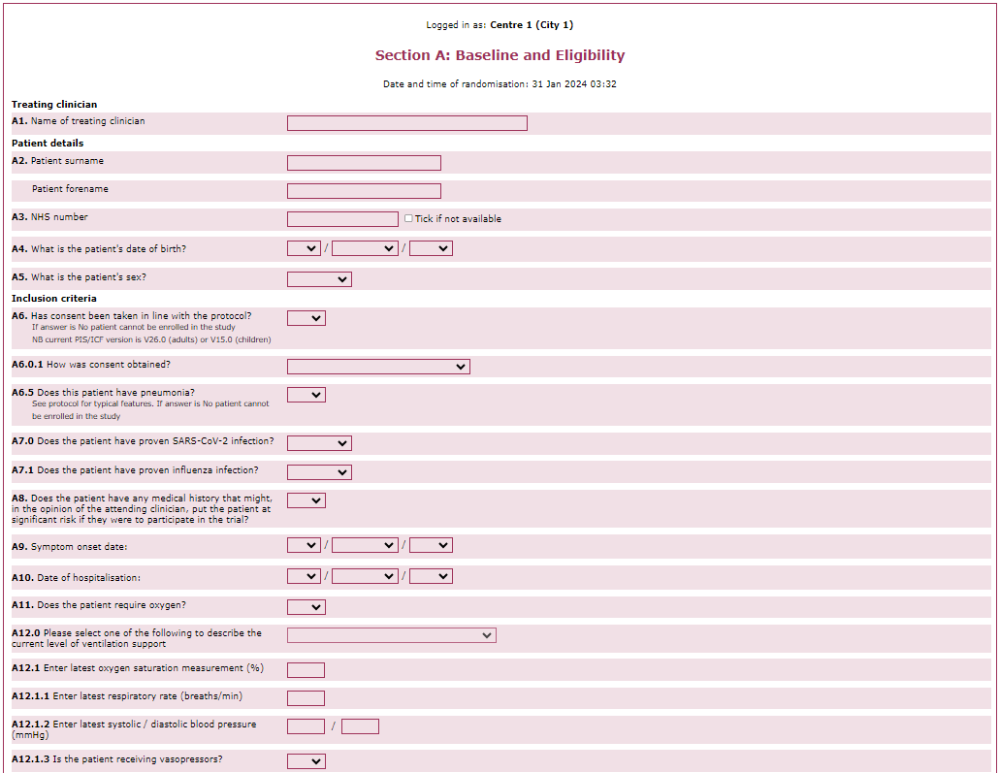 Logged in as: Centre 1 (City 1)
Section A: Baseline and Eligibility
Date and time of randomisation: 31 Jan 2024 03:32
Treating clinician
A1. Name of treating clinician
Patient details
A2. Patient surname
Patient forename
A3. NHS number
Tick if not available
A4. What is the patient's date of birth?
/ /
A5. What is the patient's sex?
Inclusion criteria
A6. Has consent been taken in line with the protocol?
If answer is No patient cannot be enrolled in the study
NB current PIS/ICF version is V26.0 (adults) or V15.0 (children)
A6.0.1 How was consent obtained?
A6.5 Does this patient have pneumonia?
See protocol for typical features. If answer is No patient cannot
be enrolled in the study
A7.0 Does the patient have proven SARS-CoV-2 infection?
A7.1 Does the patient have proven influenza infection?
A8. Does the patient have any medical history that might,
in the opinion of the attending clinician, put the patient at
significant risk if they were to participate in the trial?
A9. Symptom onset date:
/ /
A10. Date of hospitalisation:
/ /
A11. Does the patient require oxygen?
A12.0 Please select one of the following to describe the
current level of ventilation support
A12.1 Enter latest oxygen saturation measurement (%)
A12.1.1 Enter latest respiratory rate (breaths/min)
A12.1.2 Enter latest systolic / diastolic blood pressure
(mmHg)
/
A12.1.3 Is the patient receiving vasopressors?